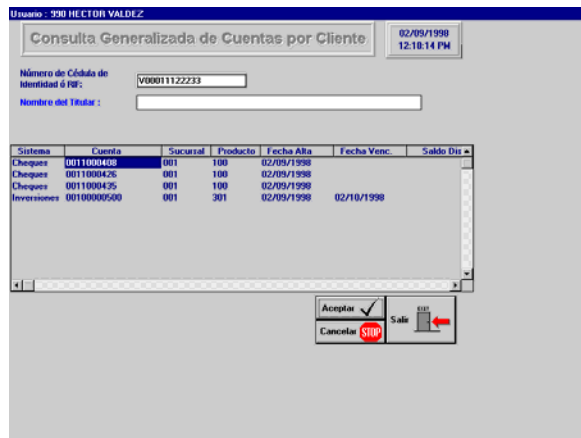 Usuario : 990 HECTOR VALDEZ
Consulta Generalizada de Cuentas por Cliente
02/09/1998
12:10:14 PM
Número de Cédula de
Identidad ó RIF:
V00011122233
Nombre del Titular :
Sistema Cuenta Sucursal Producto Fecha Alta Fecha Venc. Saldo Dis
Cheques 0011000408 001 100 02/09/1998
Cheques 0011000426 001 100 02/09/1998
Cheques 0011000435 001 100 02/09/1998
Inversiones 00100000500 001 301 02/09/1998 02/10/1998
Aceptar
Cancelar STOP
Salir EXIT